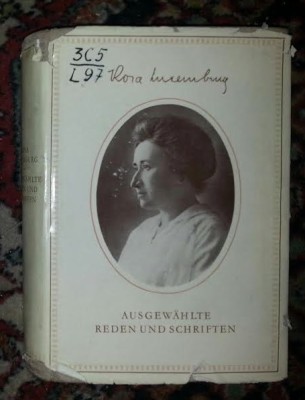 3C5
L97
Rosa Luxemburg
AUSGEWÄHLTE
REDEN UND SCHRIFTEN